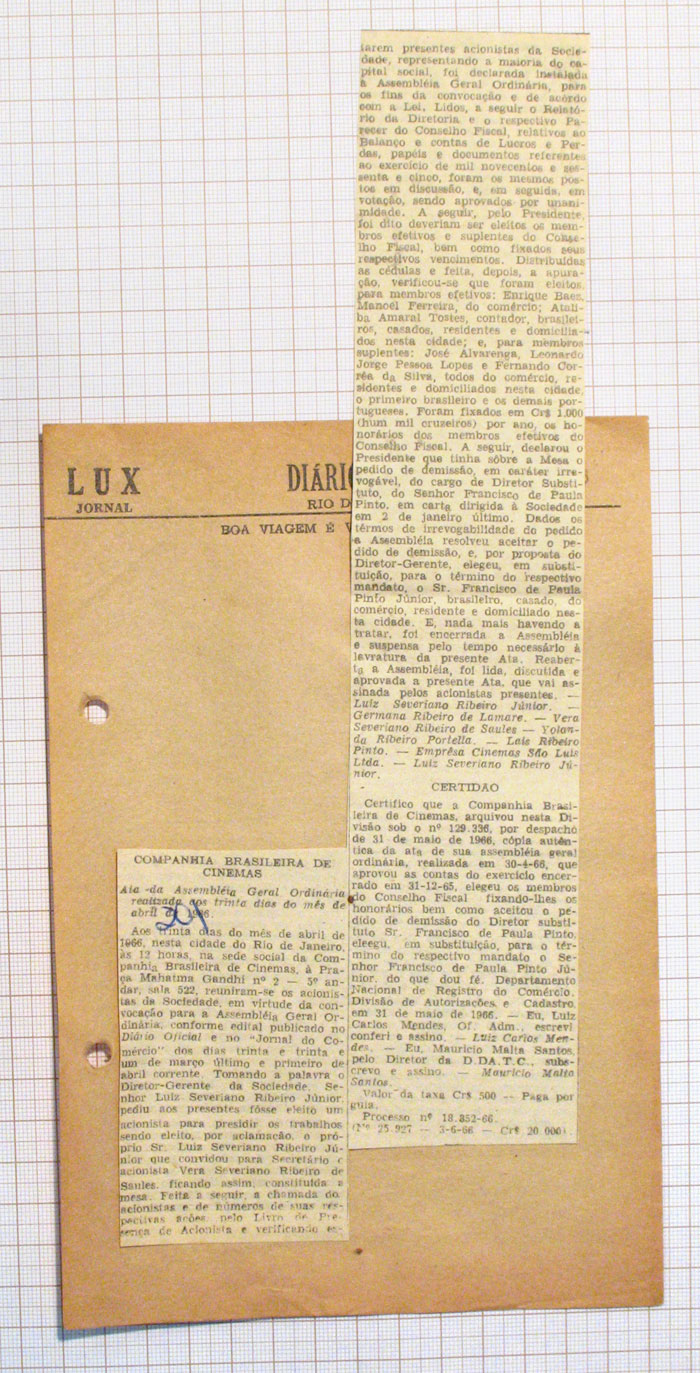 LUX
JORNAL
DIÁRIO
RIO D
BOA VIAGEM É V
COMPANHIA BRASILEIRA DE
CINEMAS
Ata da Assembléia Geral Ordinária
realizada aos trinta dias do mês de
abril de 1966
201
Aos trinta dias do mês de abril de
1966, nesta cidade do Rio de Janeiro,
às 12 horas, na sede social da Com-
panhia Brasileira de Cinemas, à Pra-
ça Mahatma Gandhi nº 2 — 5º an-
dar, sala 522, reuniram-se os acionis-
tas da Sociedade, em virtude da con-
vocação para a Assembléia Geral Or-
dinária, conforme edital publicado no
Diário Oficial e no "Jornal do Co-
mércio" dos dias trinta e trinta e
um de março último e primeiro de
abril corrente. Tomando a palavra o
Diretor-Gerente da Sociedade, Se-
nhor Luiz Severiano Ribeiro Júnior,
pediu aos presentes fôsse eleito um
acionista para presidir os trabalhos
sendo eleito, por aclamação, o pró-
prio Sr. Luiz Severiano Ribeiro Jú-
nior que convidou para Secretário c
acionista Vera Severiano Ribeiro de
Saules, ficando assim, constituída a
mesa. Feita a seguir, a chamada do.
acionistas e de números de suas res-
pectivas ações, pelo Livro de Pre-
sença de Acionista e verificando es-
tarem presentes acionistas da Socie-
dade, representando a maioria do ca-
pital social, foi declarada instalada
a Assembléia Geral Ordinária, para
os fins da convocação e de acôrdo
com a Lei. Lidos, a seguir o Relató-
rio da Diretoria e o respectivo Pa-
recer do Conselho Fiscal, relativos ao
Balanço e contas de Lucros e Per-
das, papéis e documentos referentes
ao exercício de mil novecentos e ses-
senta e cinco, foram os mesmos pos-
tos em discussão, e, em seguida, em
votação, sendo aprovados por unani-
midade. A seguir, pelo Presidente,
foi dito deveriam ser eleitos os mem-
bros efetivos e suplentes do Conse-
lho Fiscal, bem como fixados seus
respectivos vencimentos. Distribuídas
as cédulas e feita, depois, a apura-
ção, verificou-se que foram eleitos,
para membros efetivos: Enrique Baes,
Manoel Ferreira, do comércio; Atali-
ba Amaral Tostes, contador, brasilei-
ros, casados, residentes e domicilia-
dos nesta cidade; e, para membros
suplentes: José Alvarenga, Leonardo
Jorge Pessoa Lopes e Fernando Cor-
rêa da Silva, todos do comércio, re-
sidentes e domiciliados nesta cidade,
o primeiro brasileiro e os demais por-
tugueses. Foram fixados em Cr$ 1.000
(hum mil cruzeiros) por ano, os ho-
norários dos membros efetivos do
Conselho Fiscal. A seguir, declarou o
Presidente que tinha sôbre a Mesa o
pedido de demissão, em caráter irre-
vogável, do cargo de Diretor Substi-
tuto, do Senhor Francisco de Paula
Pinto, em carta dirigida à Sociedade
em 2 de janeiro último. Dados os
têrmos de irrevogabilidade do pedido
a Assembléia resolveu aceitar o pe-
dido de demissão, e, por proposta do
Diretor-Gerente, elegeu, em substi-
tuição, para o término do respectivo
mandato, o Sr. Francisco de Paula
Pinto Júnior, brasileiro, casado, do
comércio, residente e domiciliado nes-
ta cidade. E, nada mais havendo a
tratar, foi encerrada a Assembléia
e suspensa pelo tempo necessário à
lavratura da presente Ata. Reaber-
ta a Assembléia, foi lida, discutida e
aprovada a presente Ata, que vai as-
sinada pelos acionistas presentes. —
Luiz Severiano Ribeiro Júnior. —
Germana Ribeiro de Lamare. — Vera
Severiano Ribeiro de Saules — Yolan-
da Ribeiro Portella. — Lais Ribeiro
Pinto. — Emprêsa Cinemas São Luis
Ltda. — Luiz Severiano Ribeiro Jú-
nior.
CERTIDAO
Certifico que a Companhia Brasi-
leira de Cinemas, arquivou nesta Di-
visão sob o nº 129.336, por despacho
de 31 de maio de 1966, cópia autên-
tica da ata de sua assembléia geral
ordinária, realizada em 30-4-66, que
aprovou as contas do exercício encer-
rado em 31-12-65, elegeu os membros
do Conselho Fiscal fixando-lhes os
honorários bem como aceitou o pe-
dido de demissão do Diretor substi-
tuto Sr. Francisco de Paula Pinto,
elegeu, em substituição, para o tér-
mino do respectivo mandato o Se-
nhor Francisco de Paula Pinto Jú-
nior, do que dou fé. Departamento
Nacional de Registro do Comércio,
Divisão de Autorizações e Cadastro,
em 31 de maio de 1966. — Eu, Luiz
Carlos Mendes, Of. Adm., escrevi
conferi e assino. — Luiz Carlos Men-
des. — Eu, Mauricio Malta Santos,
pelo Diretor da D.DA.T.C., subs-
crevo e assino. — Mauricio Malta
Santos.
Valor da taxa Cr$ 500 — Paga por
guia.
Processo nº 18.852-66.
(Nº 25.927 — 3-6-66 — Cr$ 20.000)